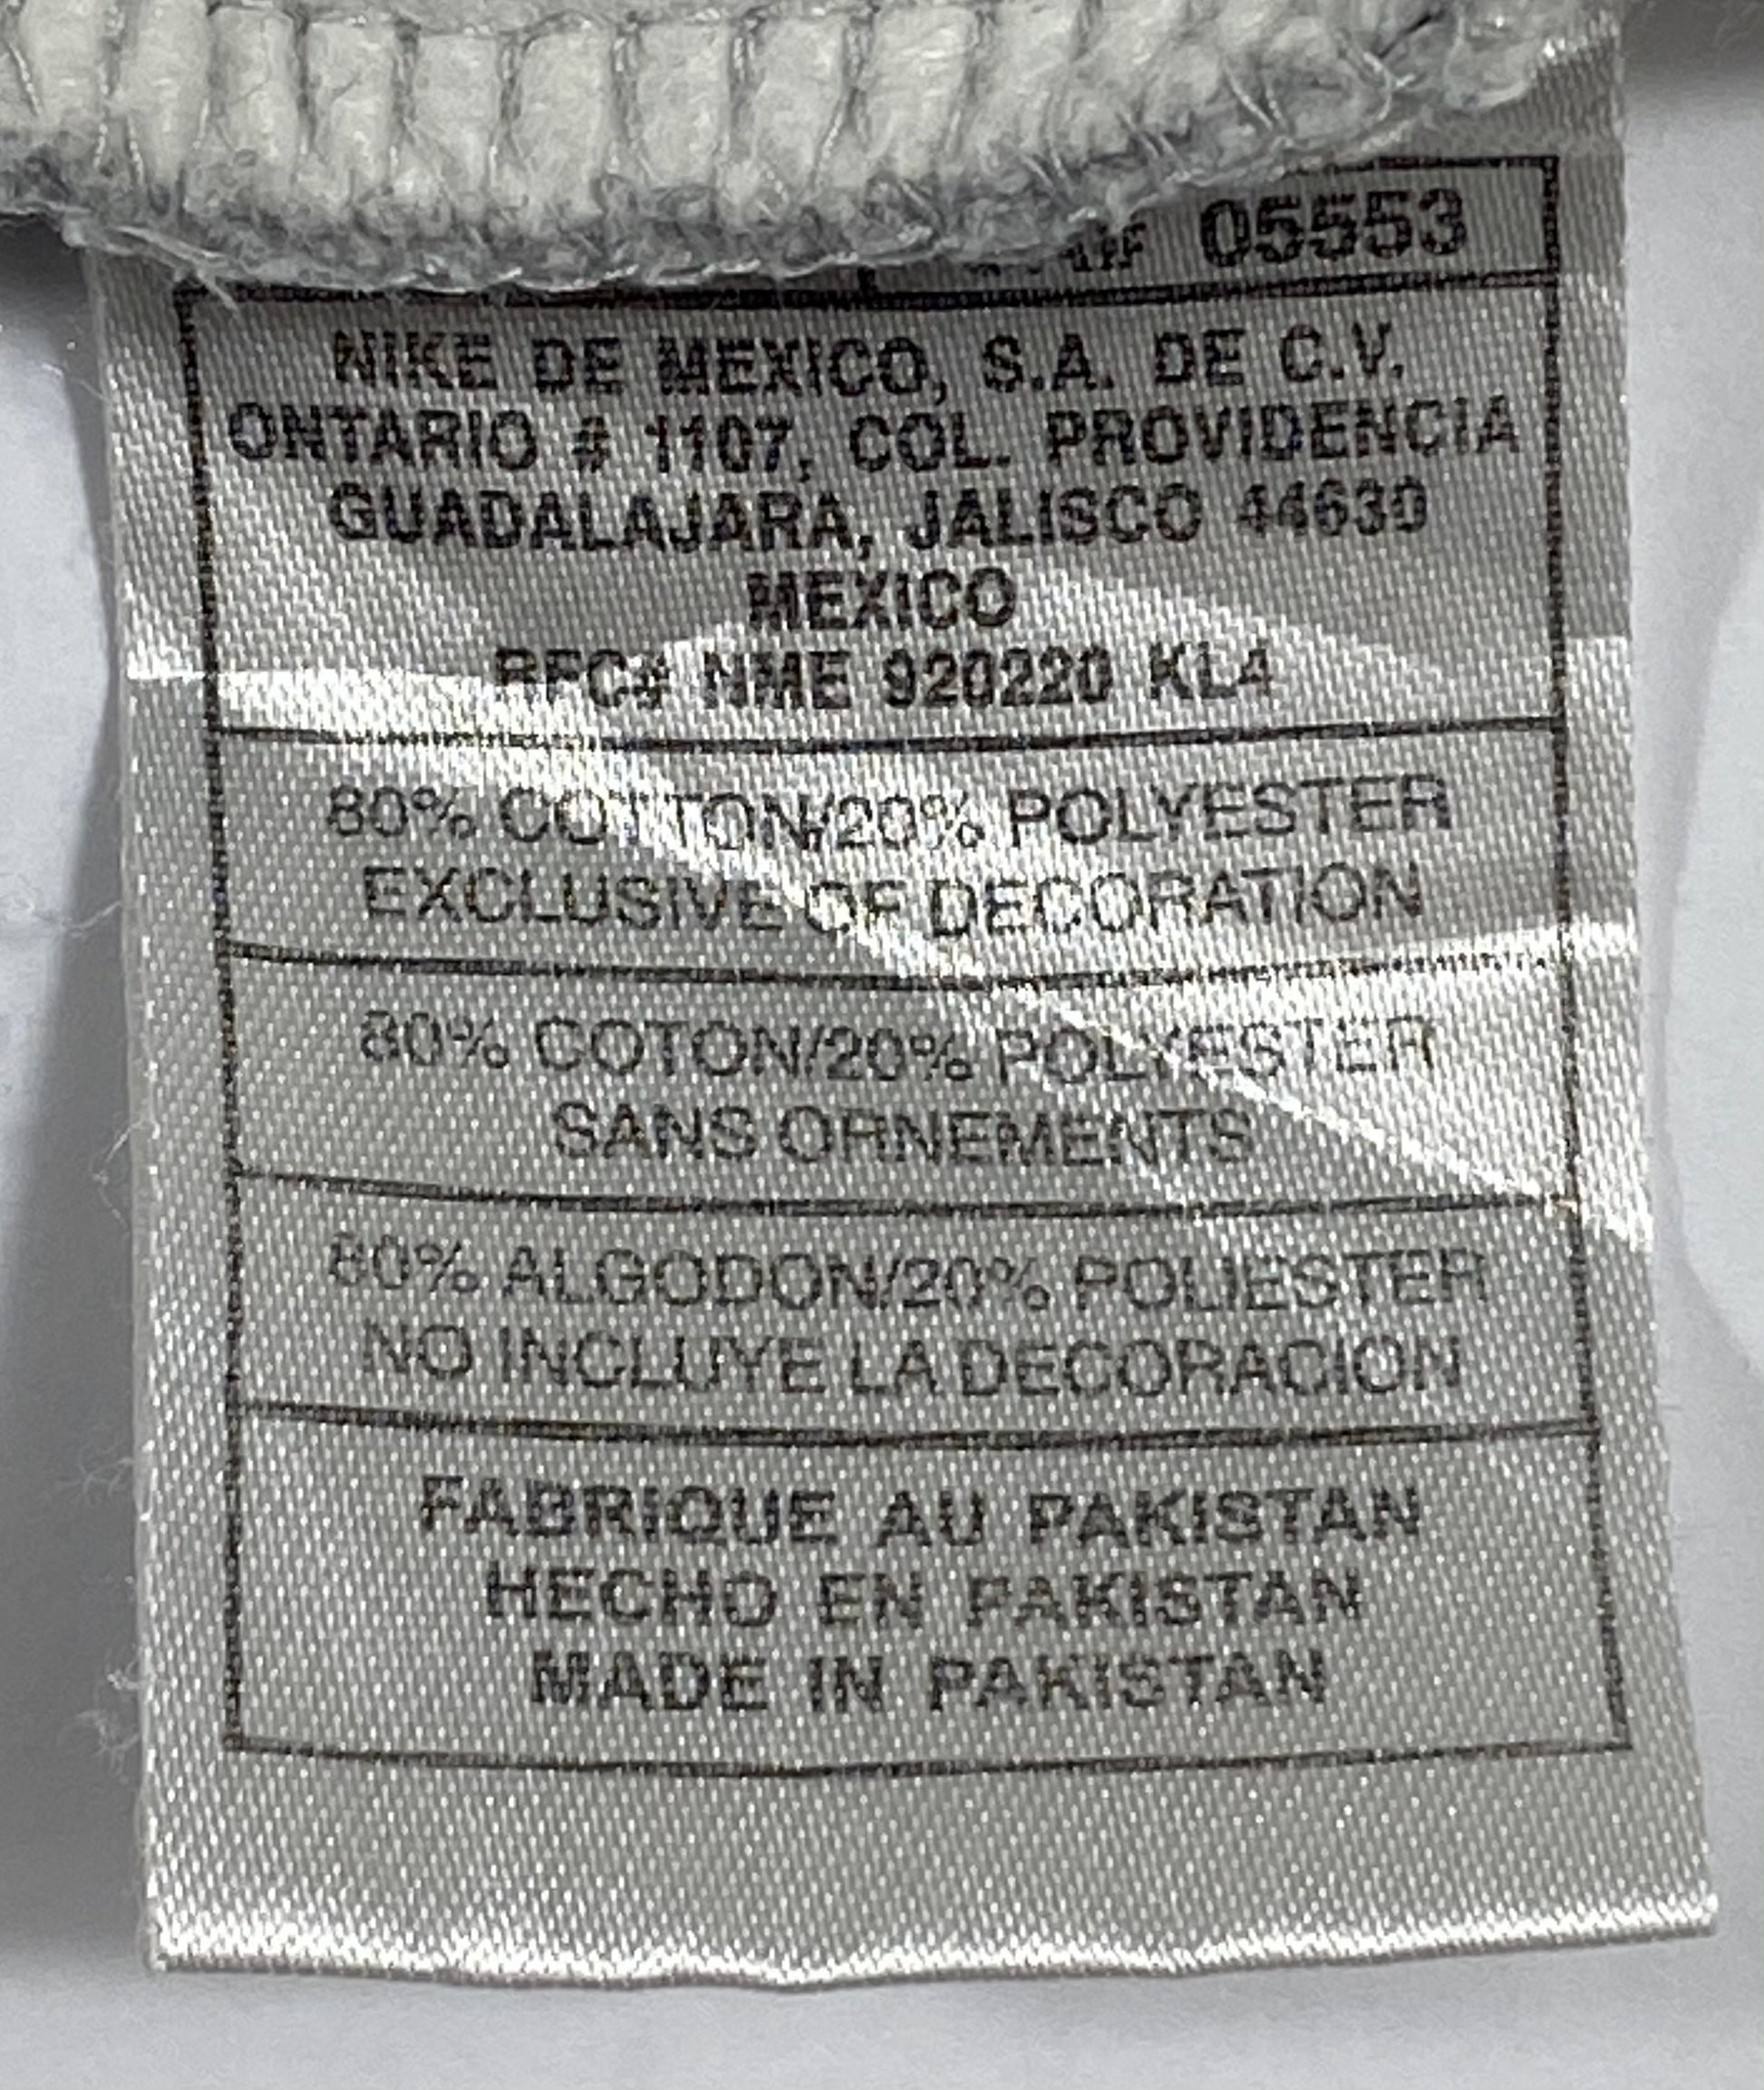 05553
NIKE DE MEXICO, S.A. DE C.V.
ONTARIO # 1107, COL. PROVIDENCIA
GUADALAJARA, JALISCO 44630
MEXICO
RFC# NME 920220 KL4
80% COTTON/20% POLYESTER
EXCLUSIVE OF DECORATION
80% COTON/20% POLYESTER
SANS ORNEMENTS
80% ALGODON/20% POLIESTER
NO INCLUYE LA DECORACION
FABRIQUE AU PAKISTAN
HECHO EN PAKISTAN
MADE IN PAKISTAN